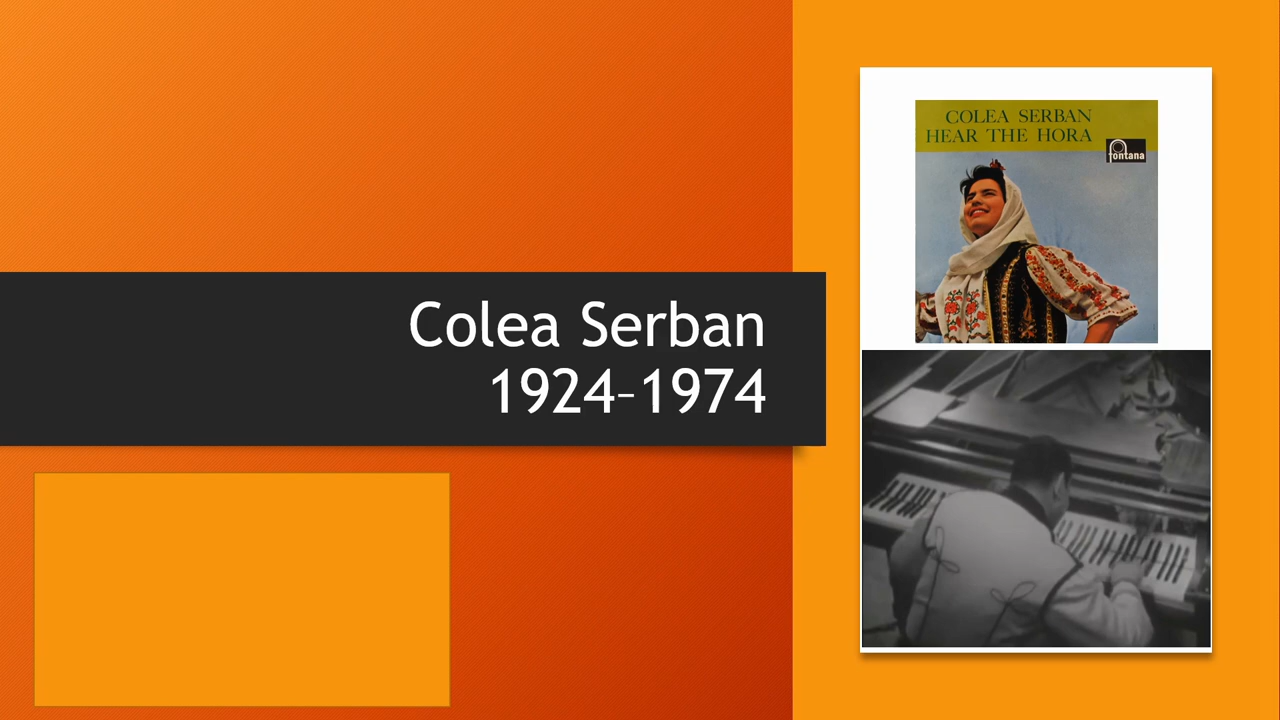 Colea Serban
1924–1974
COLEA SERBAN
HEAR THE HORA
fontana